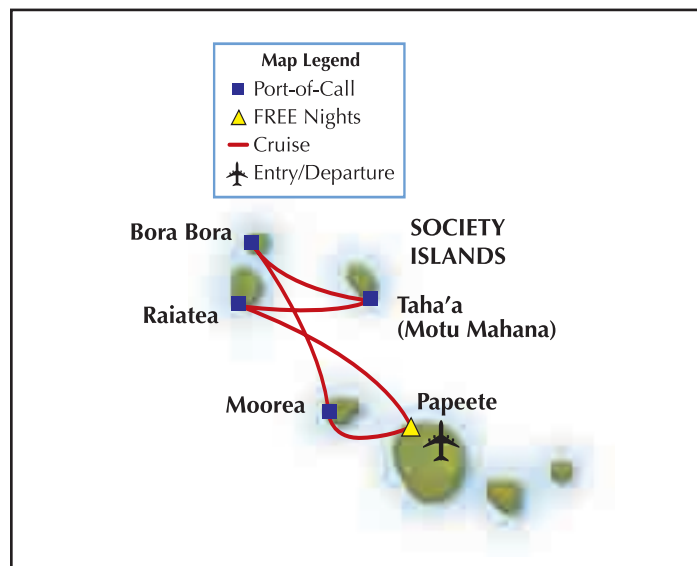 Map Legend
Port-of-Call
FREE Nights
Cruise
Entry/Departure
Bora Bora
SOCIETY
ISLANDS
Raiatea
Taha’a
(Motu Mahana)
Moorea
Papeete